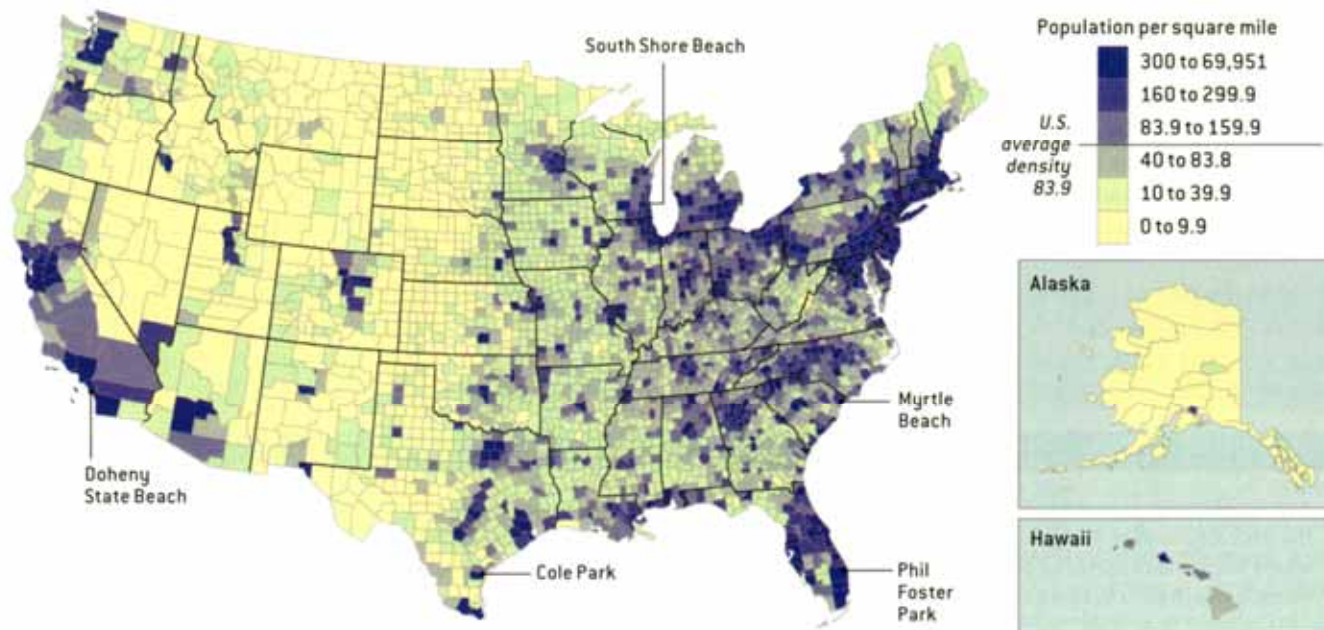 South Shore Beach
Population per square mile
300 to 69,951
160 to 299.9
83.9 to 159.9
U.S.
average
density
83.9
40 to 83.8
10 to 39.9
0 to 9.9
Alaska
Myrtle
Beach
Doheny
State Beach
Cole Park
Phil
Foster
Park
Hawaii